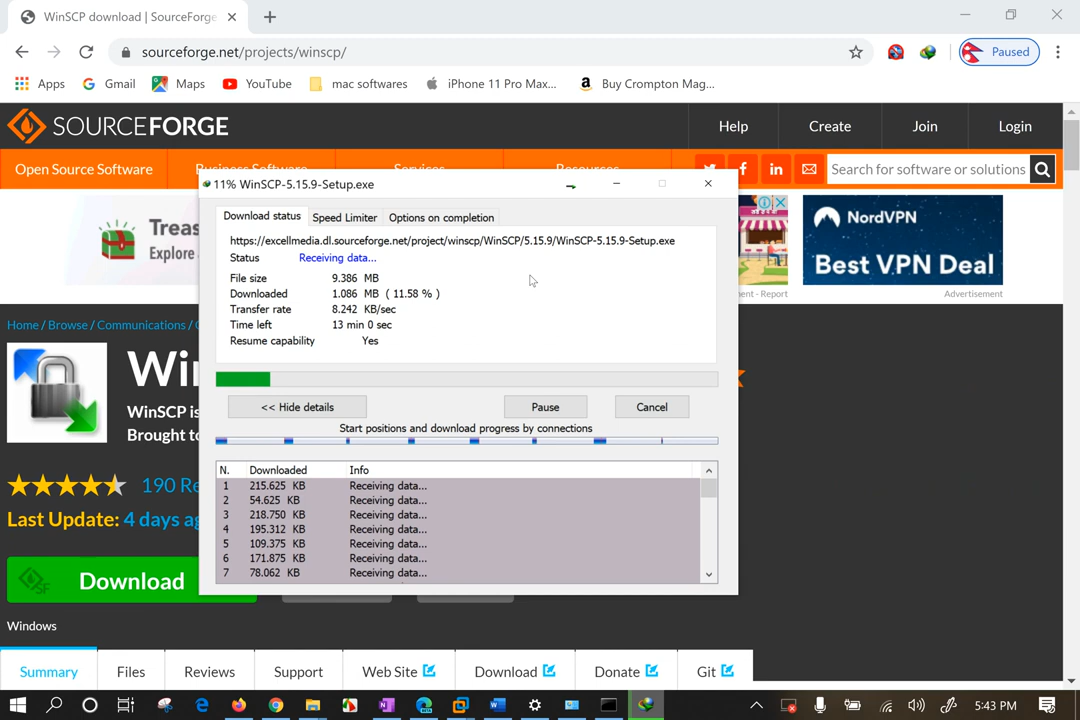 WinSCP download | SourceForge
sourceforge.net/projects/winscp/
Paused
Apps
Gmail
Maps
YouTube
mac softwares
iPhone 11 Pro Max...
Buy Crompton Mag...
SOURCEFORGE
Help
Create
Join
Login
Open Source Software
Business Software
Services
Resources
Search for software or solutions
11% WinSCP-5.15.9-Setup.exe
Download status
Speed Limiter
Options on completion
https://excellmedia.dl.sourceforge.net/project/winscp/WinSCP/5.15.9/WinSCP-5.15.9-Setup.exe
Status Receiving data...
File size 9.386 MB
Downloaded 1.086 MB ( 11.58 % )
Transfer rate 8.242 KB/sec
Time left 13 min 0 sec
Resume capability Yes
<< Hide details
Pause
Cancel
Start positions and download progress by connections
N. Downloaded Info
1 215.625 KB Receiving data...
2 54.625 KB Receiving data...
3 218.750 KB Receiving data...
4 195.312 KB Receiving data...
5 109.375 KB Receiving data...
6 171.875 KB Receiving data...
7 78.062 KB Receiving data...
Treas
Explore
NordVPN
Best VPN Deal
ment - Report
Advertisement
Home / Browse / Communications /
Wi
WinSCP is
Brought to
190 Re
Last Update: 4 days ag
Download
Windows
Summary
Files
Reviews
Support
Web Site
Download
Donate
Git
5:43 PM